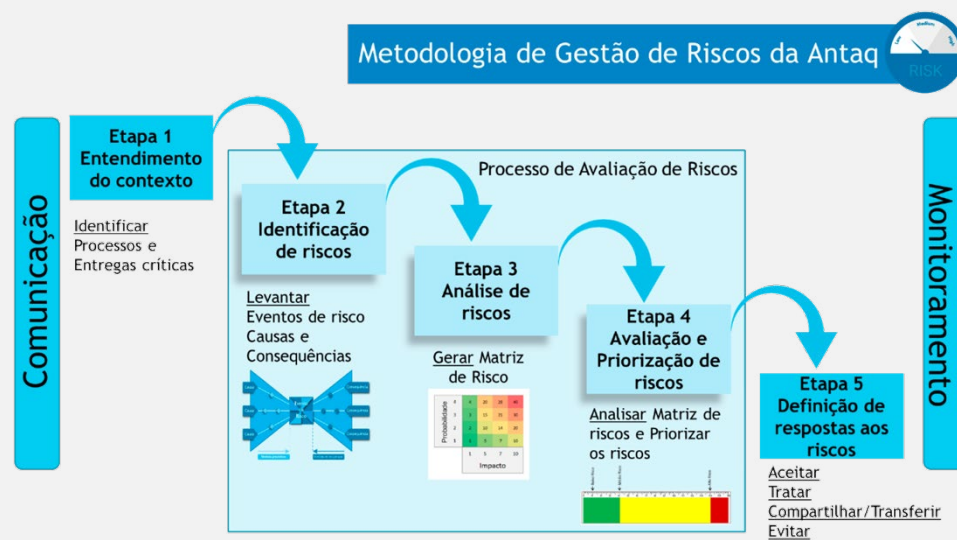 Metodologia de Gestão de Riscos da Antaq
RISK
Comunicação
Monitoramento
Etapa 1
Entendimento
do contexto
Identificar
Processos e
Entregas críticas
Processo de Avaliação de Riscos
Etapa 2
Identificação
de riscos
Levantar
Eventos de risco
Causas e
Consequências
Etapa 3
Análise de
riscos
Gerar Matriz
de Risco
Probabilidade
Impacto
Etapa 4
Avaliação e
Priorização de
riscos
Analisar Matriz de
riscos e Priorizar
os riscos
Etapa 5
Definição de
respostas aos
riscos
Aceitar
Tratar
Compartilhar/Transferir
Evitar